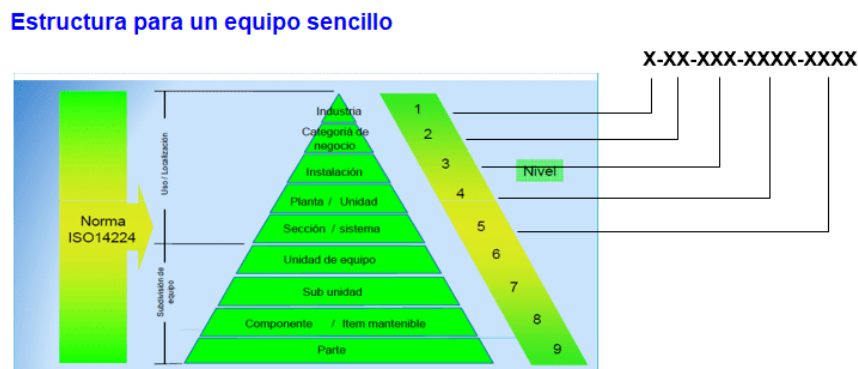 Estructura para un equipo sencillo
X-XX-XXX-XXXX-XXXX
Norma
ISO14224
Uso / Localización
Subdivisión de
equipo
Industria
Categoriá de
negocio
Instalación
Planta / Unidad
Sección / sistema
Unidad de equipo
Sub unidad
Componente / Item mantenible
Parte
1
2
3
4
5
6
7
8
9
Nivel